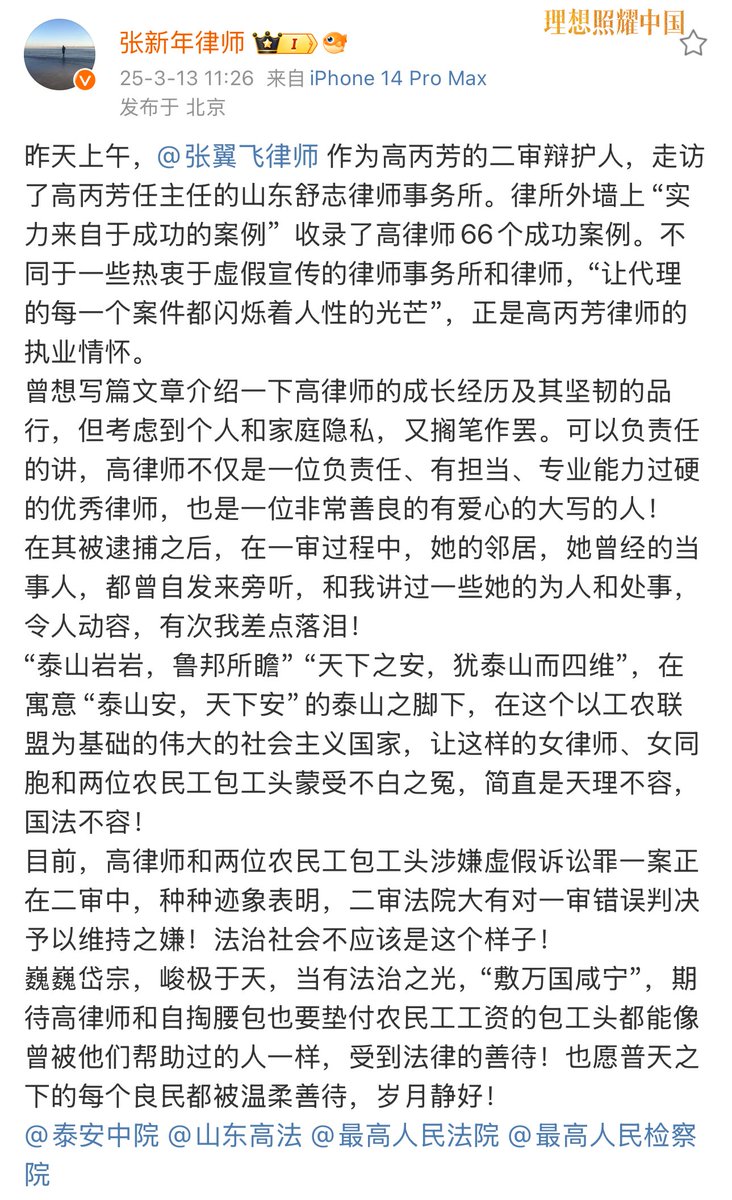 理想照耀中国
张新年律师 I
25-3-13 11:26 来自 iPhone 14 Pro Max
发布于 北京
昨天上午，@张翼飞律师 作为高丙芳的二审辩护人，走访
了高丙芳任主任的山东舒志律师事务所。律所外墙上“实
力来自于成功的案例”收录了高律师66个成功案例。不
同于一些热衷于虚假宣传的律师事务所和律师，“让代理
的每一个案件都闪烁着人性的光芒”，正是高丙芳律师的
执业情怀。
曾想写篇文章介绍一下高律师的成长经历及其坚韧的品
行，但考虑到个人和家庭隐私，又搁笔作罢。可以负责任
的讲，高律师不仅是一位负责任、有担当、专业能力过硬
的优秀律师，也是一位非常善良的有爱心的大写的人！
在其被逮捕之后，在一审过程中，她的邻居，她曾经的当
事人，都曾自发来旁听，和我讲过一些她的为人和处事，
令人动容，有次我差点落泪！
“泰山岩岩，鲁邦所瞻”“天下之安，犹泰山而四维”，在
寓意“泰山安，天下安”的泰山之脚下，在这个以工农联
盟为基础的伟大的社会主义国家，让这样的女律师、女同
胞和两位农民工包工头蒙受不白之冤，简直是天理不容，
国法不容！
目前，高律师和两位农民工包工头涉嫌虚假诉讼罪一案正
在二审中，种种迹象表明，二审法院大有对一审错误判决
予以维持之嫌！法治社会不应该是这个样子！
巍巍岱宗，峻极于天，当有法治之光，“敷万国咸宁”，期
待高律师和自掏腰包也要垫付农民工工资的包工头都能像
曾被他们帮助过的人一样，受到法律的善待！也愿普天之
下的每个良民都被温柔善待，岁月静好！
@泰安中院 @山东高法 @最高人民法院 @最高人民检察
院